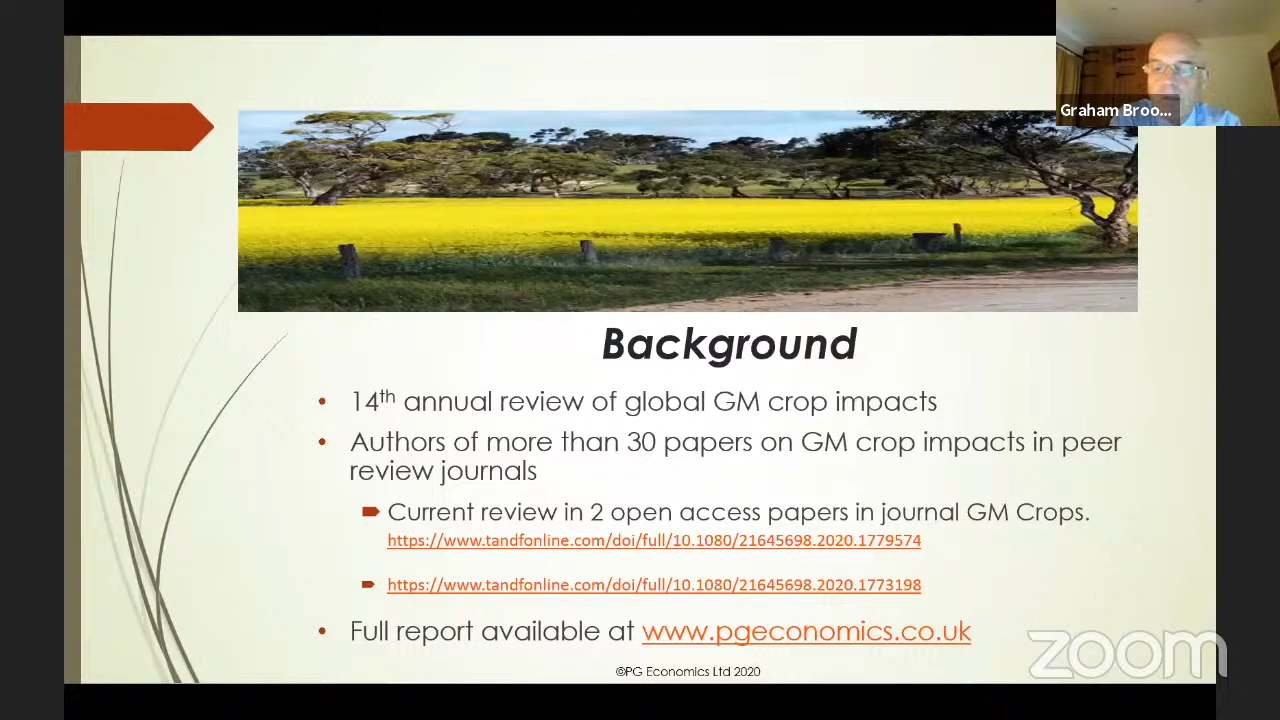 Graham Broo...
Background
• 14th annual review of global GM crop impacts
• Authors of more than 30 papers on GM crop impacts in peer
review journals
Current review in 2 open access papers in journal GM Crops.
https://www.tandfonline.com/doi/full/10.1080/21645698.2020.1779574
https://www.tandfonline.com/doi/full/10.1080/21645698.2020.1773198
• Full report available at www.pgeconomics.co.uk
©PG Economics Ltd 2020
zoom